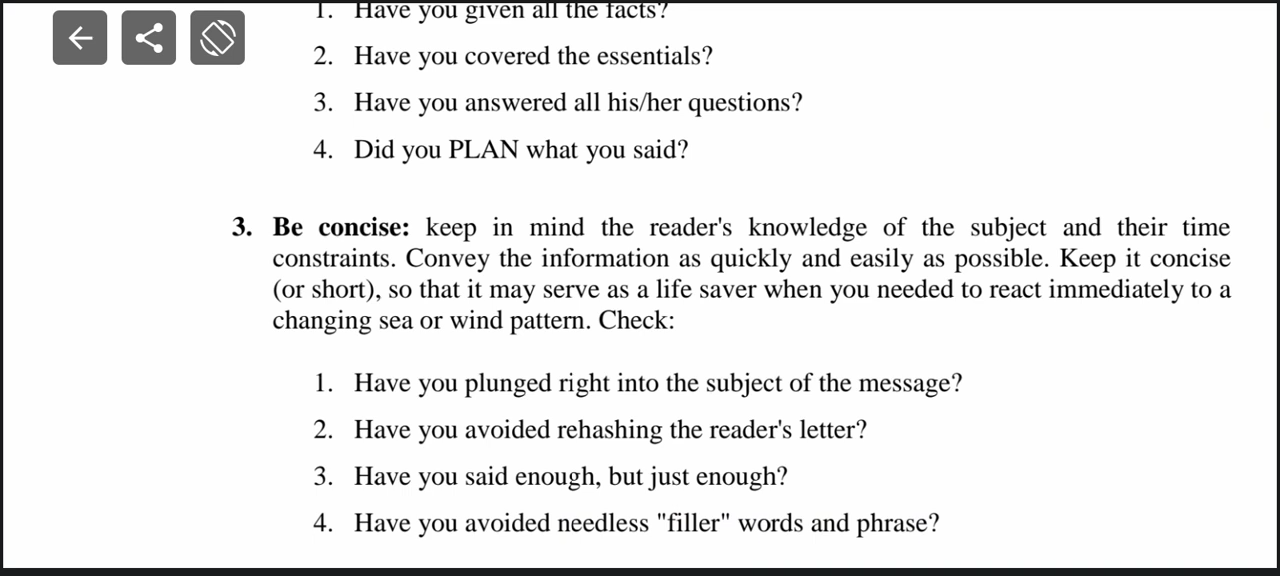 1. Have you given all the facts?
2. Have you covered the essentials?
3. Have you answered all his/her questions?
4. Did you PLAN what you said?
3. Be concise: keep in mind the reader's knowledge of the subject and their time
constraints. Convey the information as quickly and easily as possible. Keep it concise
(or short), so that it may serve as a life saver when you needed to react immediately to a
changing sea or wind pattern. Check:
1. Have you plunged right into the subject of the message?
2. Have you avoided rehashing the reader's letter?
3. Have you said enough, but just enough?
4. Have you avoided needless "filler" words and phrase?